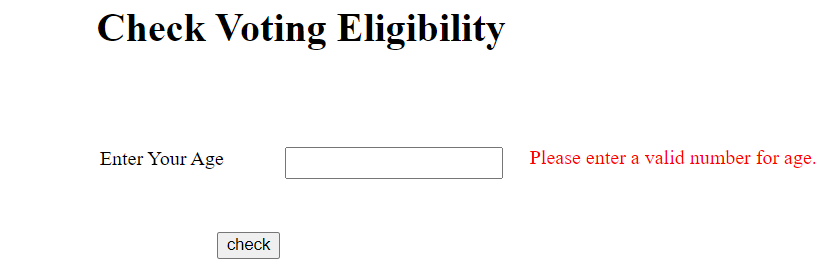 Check Voting Eligibility
Enter Your Age Please enter a valid number for age.
check